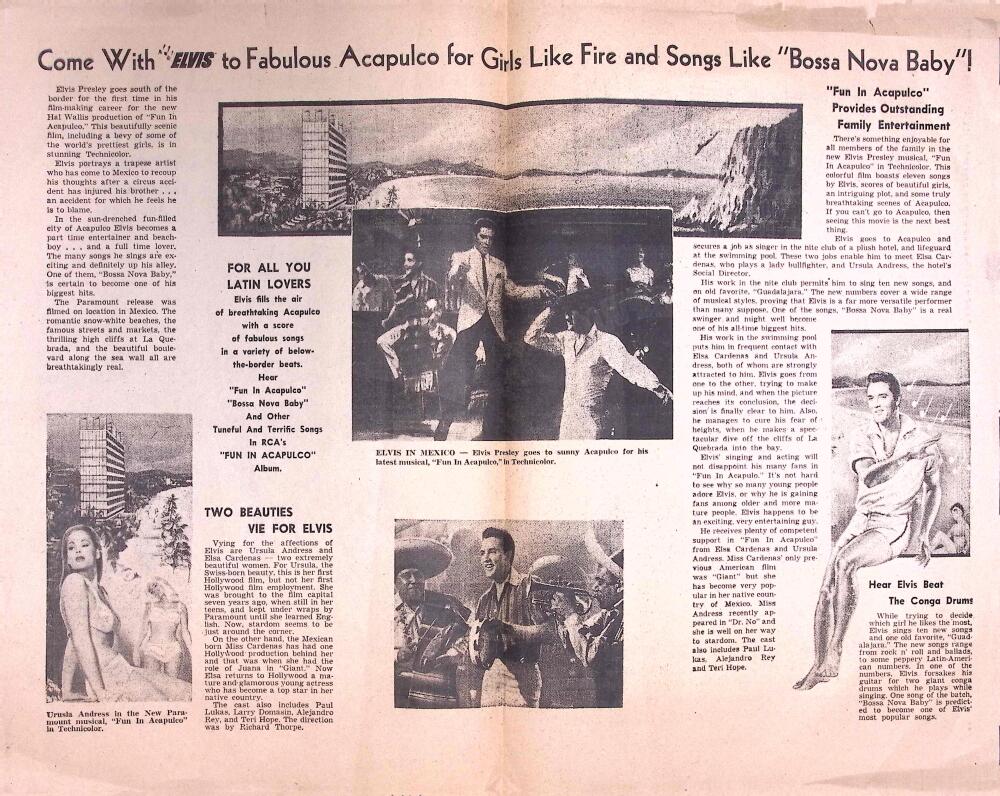 Come With ELVIS to Fabulous Acapulco for Girls Like Fire and Songs Like "Bossa Nova Baby"!
Elvis Presley goes south of the
border for the first time in his
film-making career for the new
Hal Wallis production of "Fun In
Acapulco." This beautifully scenic
film, including a bevy of some of
the world's prettiest girls, is in
stunning Technicolor.
Elvis portrays a trapeze artist
who has come to Mexico to recoup
his thoughts after a circus acci-
dent has injured his brother . . .
an accident for which he feels he
is to blame.
In the sun-drenched fun-filled
city of Acapulco Elvis becomes a
part time entertainer and beach-
boy . . . and a full time lover.
The many songs he sings are ex-
citing and definitely up his alley.
One of them, "Bossa Nova Baby,"
is certain to become one of his
biggest hits.
The Paramount release was
filmed on location in Mexico. The
romantic snow-white beaches, the
famous streets and markets, the
thrilling high cliffs at La Que-
brada, and the beautiful boule-
vard along the sea wall all are
breathtakingly real.
Ursula Andress in the New Para-
mount musical, "Fun In Acapulco"
in Technicolor.
FOR ALL YOU
LATIN LOVERS
Elvis fills the air
of breathtaking Acapulco
with a score
of fabulous songs
in a variety of below-
the-border beats.
Hear
"Fun In Acapulco"
"Bossa Nova Baby"
And Other
Tuneful And Terrific Songs
In RCA's
"FUN IN ACAPULCO"
Album.
TWO BEAUTIES
VIE FOR ELVIS
Vying for the affections of
Elvis are Ursula Andress and
Elsa Cardenas — two extremely
beautiful women. For Ursula, the
Swiss-born beauty, this is her first
Hollywood film, but not her first
Hollywood film employment. She
was brought to the film capital
seven years ago, when still in her
teens, and kept under wraps by
Paramount until she learned Eng-
lish. Now, stardom seems to be
just around the corner.
On the other hand, the Mexican
born Miss Cardenas has had one
Hollywood production behind her
and that was when she had the
role of Juana in "Giant." Now
Elsa returns to Hollywood a ma-
ture and glamorous young actress
who has become a top star in her
native country.
The cast also includes Paul
Lukas, Larry Domasin, Alejandro
Rey, and Teri Hope. The direction
was by Richard Thorpe.
ELVIS IN MEXICO — Elvis Presley goes to sunny Acapulco for his
latest musical, "Fun In Acapulco," in Technicolor.
"Fun In Acapulco"
Provides Outstanding
Family Entertainment
There's something enjoyable for
all members of the family in the
new Elvis Presley musical, "Fun
In Acapulco" in Technicolor. This
colorful film boasts eleven songs
by Elvis, scores of beautiful girls,
an intriguing plot, and some truly
breathtaking scenes of Acapulco.
If you can't go to Acapulco, then
seeing this movie is the next best
thing.
Elvis goes to Acapulco and
secures a job as singer in the nite club of a plush hotel, and lifeguard
at the swimming pool. These two jobs enable him to meet Elsa Car-
denas, who plays a lady bullfighter, and Ursula Andress, the hotel's
Social Director.
His work in the nite club permits him to sing ten new songs, and
on old favorite, "Guadalajara." The new numbers cover a wide range
of musical styles, proving that Elvis is a far more versatile performer
than many suppose. One of the songs, "Bossa Nova Baby" is a real
swinger and might well become
one of his all-time biggest hits.
His work in the swimming pool
puts him in frequent contact with
Elsa Cardenas and Ursula An-
dress, both of whom are strongly
attracted to him. Elvis goes from
one to the other, trying to make
up his mind, and when the picture
reaches its conclusion, the deci-
sion is finally clear to him. Also,
he manages to cure his fear of
heights, when he makes a spec-
tacular dive off the cliffs of La
Quebrada into the bay.
Elvis' singing and acting will
not disappoint his many fans in
"Fun in Acapulo." It's not hard
to see why so many young people
adore Elvis, or why he is gaining
fans among older and more ma-
ture people. Elvis happens to be
an exciting, very entertaining guy.
He receives plenty of competent
support in "Fun in Acapulco"
from Elsa Cardenas and Ursula
Andress. Miss Cardenas' only pre-
vious American film
was "Giant" but she
has become very pop-
ular in her native coun-
try of Mexico. Miss
Andress recently ap-
peared in "Dr. No" and
she is well on her way
to stardom. The cast
also includes Paul Lu-
kas, Alejandro Rey
and Teri Hope.
Hear Elvis Beat
The Conga Drums
While trying to decide
which girl he likes the most,
Elvis sings ten new songs
and one old favorite, "Guad-
alajara." The new songs range
from rock n' roll and ballads,
to some peppery Latin-Ameri-
can numbers. In one of the
numbers, Elvis forsakes his
guitar for two giant conga
drums which he plays while
singing. One song of the batch,
"Bossa Nova Baby" is predict-
ed to become one of Elvis'
most popular songs.